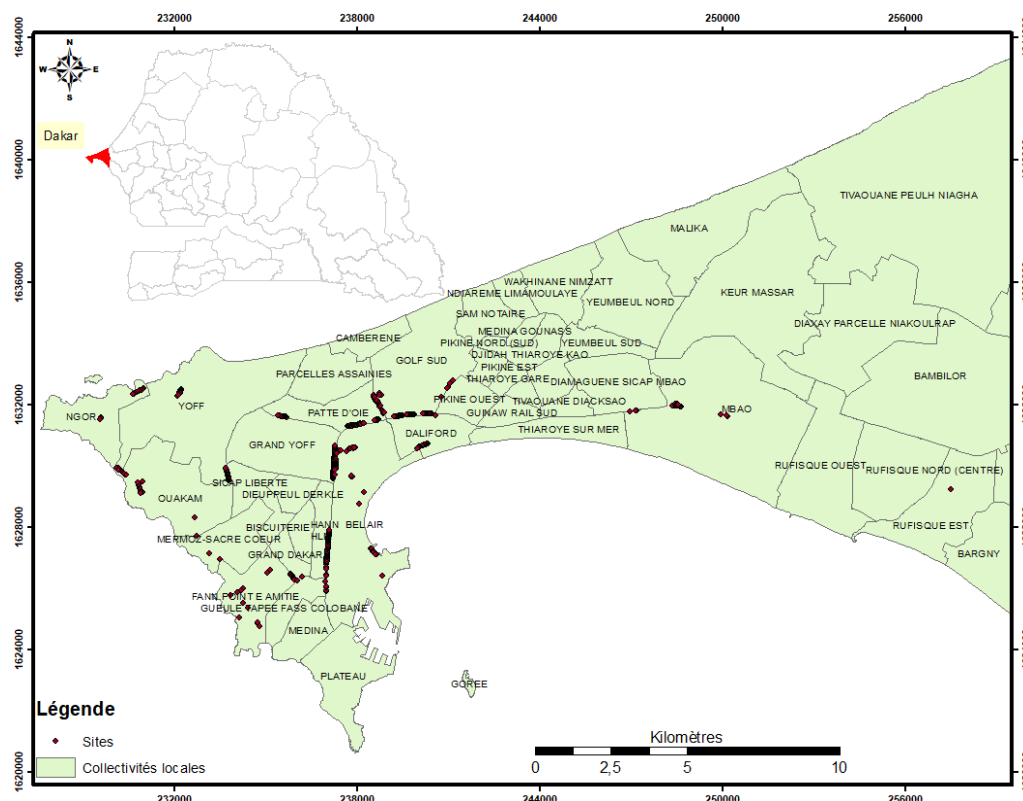 232000 238000 244000 250000 256000
1644000
1640000
1636000
1632000
1628000
1624000
1620000
N
W E
S
Dakar
TIVAOUANE PEULH NIAGHA
MALIKA
WAKHINANE NIMZATT
NDIAREME LIMAMOULAYE
YEUMBEUL NORD
KEUR MASSAR
SAM NOTAIRE
DIAXAY PARCELLE NIAKOULRAP
CAMBERENE
MEDINA GOUNASS
PIKINE NORD(SUD)
YEUMBEUL SUD
GOLF SUD
DJIDAH THIAROYE KAO
PARCELLES ASSAINIES
PIKINE EST
THIAROYE GARE
DIAMAGUENE SICAP MBAO
BAMBILOR
NGOR
YOFF
PATTE D'OIE
PIKINE OUEST
TIVAOUANE DIACKSAO
GUINAW RAIL SUD
MBAO
DALIFORD
THIAROYE SUR MER
GRAND YOFF
RUFISQUE OUEST
RUFISQUE NORD (CENTRE)
SICAP LIBERTE
DIEUPPEUL DERKLE
OUAKAM
BISCUITERIE
HANN BELAIR
RUFISQUE EST
MERMOZ-SACRE COEUR
HLM
GRAND DAKAR
BARGNY
FANN POINT E AMITIE
GUEULE TAPEE FASS COLOBANE
MEDINA
PLATEAU
GOREE
Légende
Sites
Collectivités locales
Kilomètres
0 2,5 5 10
232000 238000 244000 250000 256000